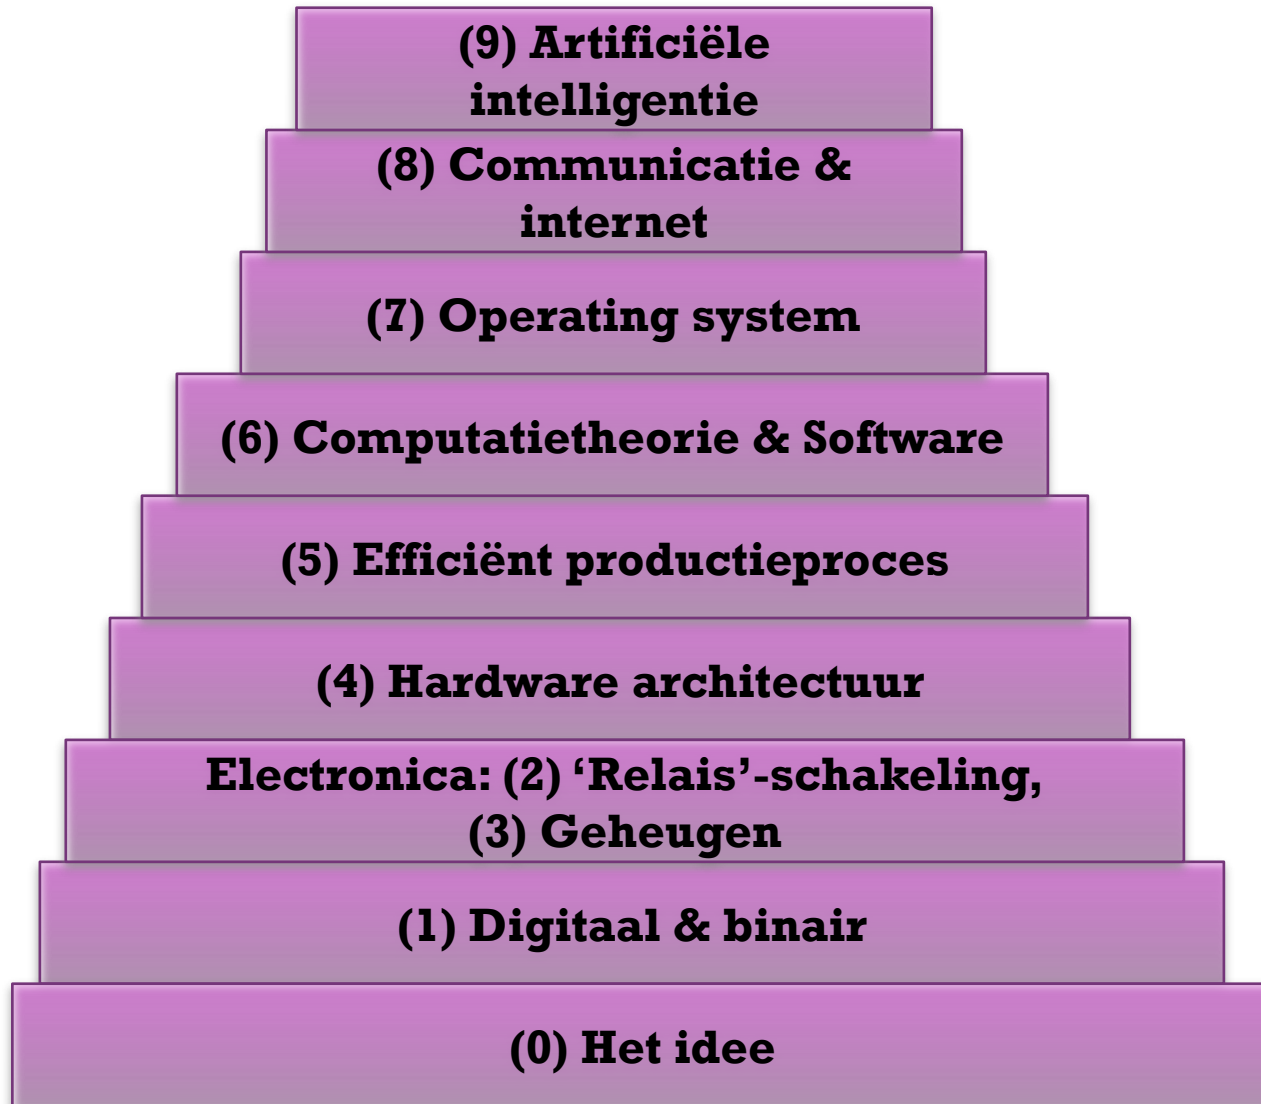 (9) Artificiële
intelligentie
(8) Communicatie &
internet
(7) Operating system
(6) Computatietheorie & Software
(5) Efficiënt productieproces
(4) Hardware architectuur
Electronica: (2) ‘Relais’-schakeling,
(3) Geheugen
(1) Digitaal & binair
(0) Het idee